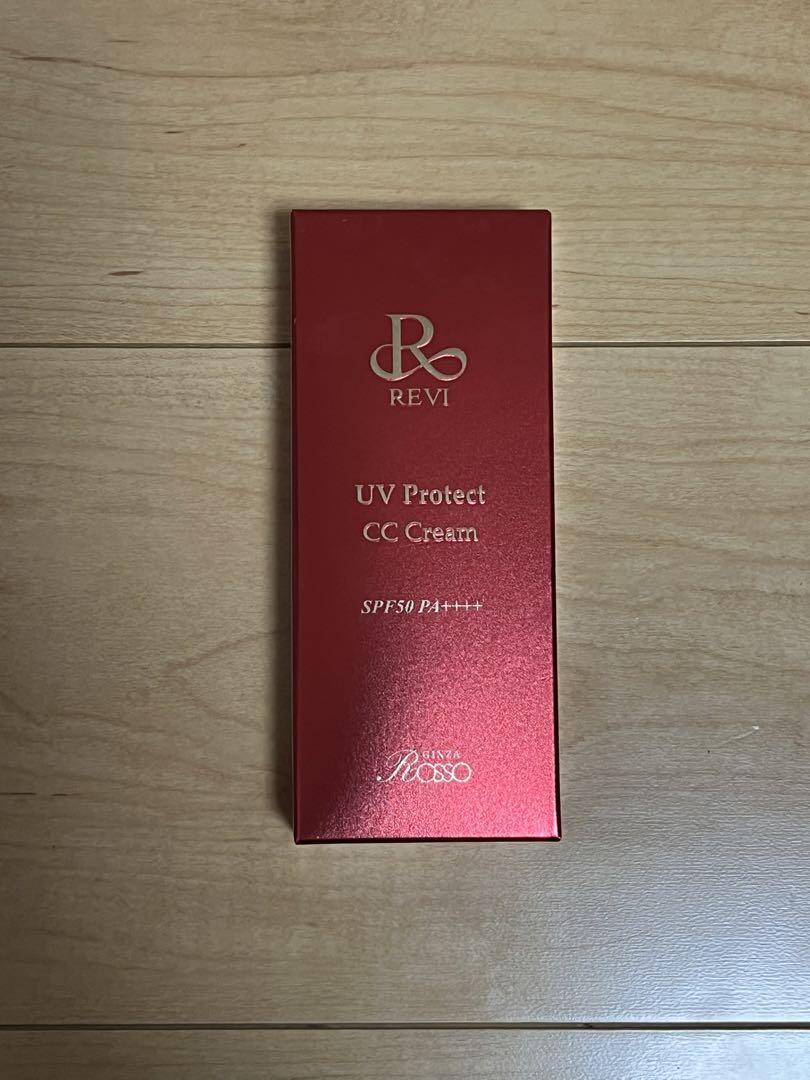 R
REVI
UV Protect
CC Cream
SPF50 PA++++
GINZA
Rosso